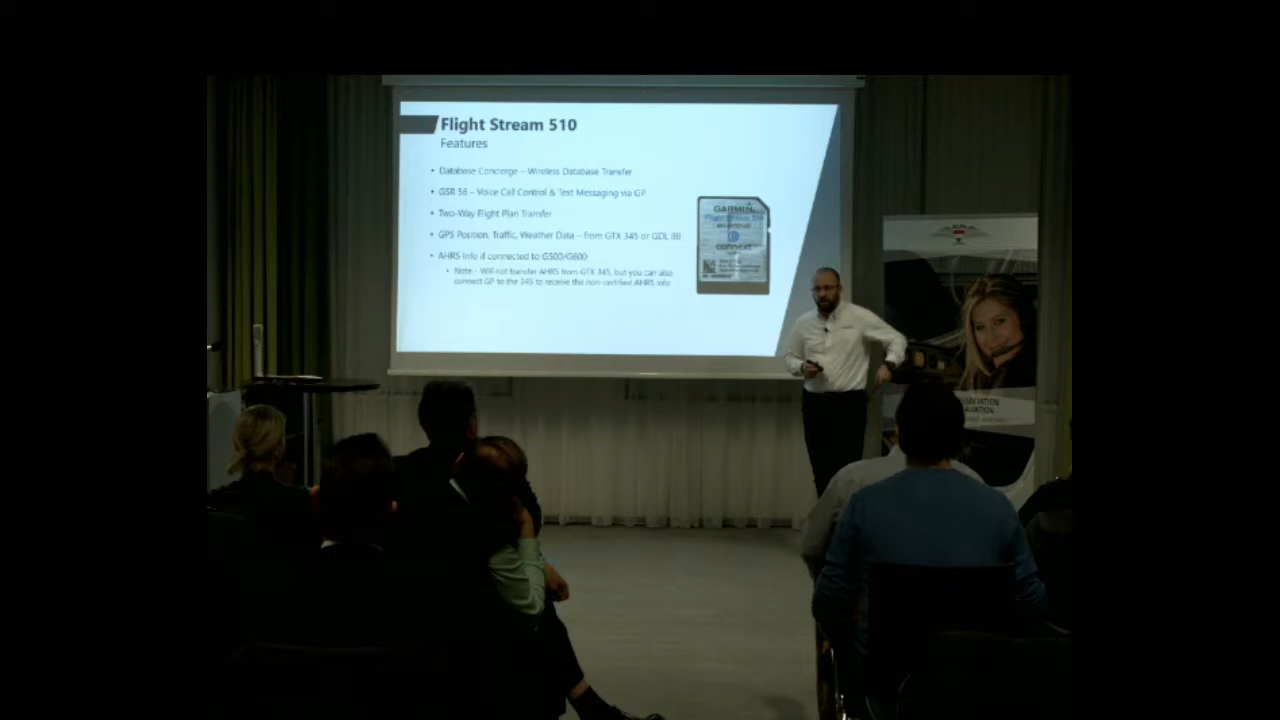 Flight Stream 510
Features
• Database Concierge – Wireless Database Transfer
• GSR 56 – Voice Call Control & Text Messaging via GP
• Two-Way Flight Plan Transfer
• GPS Position, Traffic, Weather Data – from GTX 345 or GDL 88
• AHRS Info if connected to G500/G600
• Note – Will not transfer AHRS from GTX 345, but you can also
connect GP to the 345 to receive the non-certified AHRS info
GARMIN
Flight Stream 510
connext